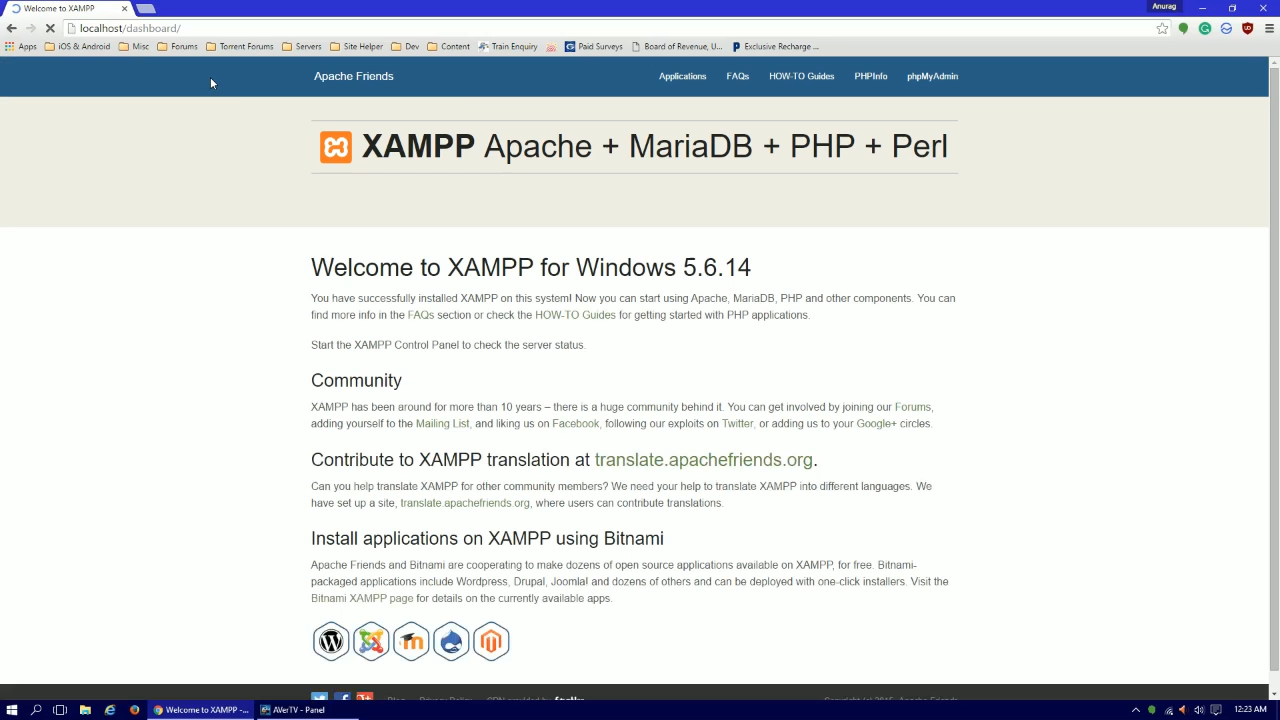 Welcome to XAMPP
Anurag
localhost/dashboard/
Apps iOS & Android Misc Forums Torrent Forums Servers Site Helper Dev Content Train Enquiry Paid Surveys Board of Revenue, U... Exclusive Recharge ...
Apache Friends Applications FAQs HOW-TO Guides PHPInfo phpMyAdmin
XAMPP Apache + MariaDB + PHP + Perl
Welcome to XAMPP for Windows 5.6.14
You have successfully installed XAMPP on this system! Now you can start using Apache, MariaDB, PHP and other components. You can
find more info in the FAQs section or check the HOW-TO Guides for getting started with PHP applications.
Start the XAMPP Control Panel to check the server status.
Community
XAMPP has been around for more than 10 years – there is a huge community behind it. You can get involved by joining our Forums,
adding yourself to the Mailing List, and liking us on Facebook, following our exploits on Twitter, or adding us to your Google+ circles.
Contribute to XAMPP translation at translate.apachefriends.org.
Can you help translate XAMPP for other community members? We need your help to translate XAMPP into different languages. We
have set up a site, translate.apachefriends.org, where users can contribute translations.
Install applications on XAMPP using Bitnami
Apache Friends and Bitnami are cooperating to make dozens of open source applications available on XAMPP, for free. Bitnami-
packaged applications include Wordpress, Drupal, Joomla! and dozens of others and can be deployed with one-click installers. Visit the
Bitnami XAMPP page for details on the currently available apps.
Blog Privacy Policy CDN provided by fastly Copyright (c) 2015, Apache Friends
Welcome to XAMPP -... AVerTV - Panel 12:23 AM